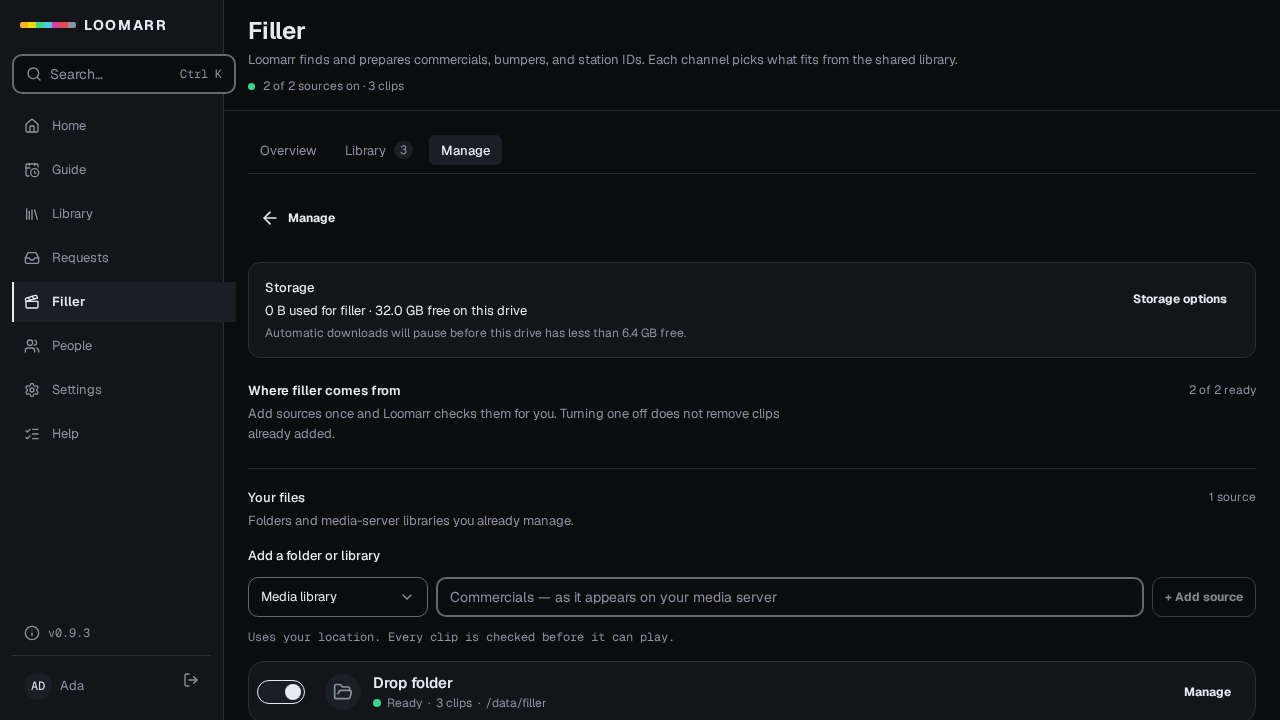 LOOMARR
Search... Ctrl K
Home
Guide
Library
Requests
Filler
People
Settings
Help
v0.9.3
AD Ada
Filler
Loomarr finds and prepares commercials, bumpers, and station IDs. Each channel picks what fits from the shared library.
2 of 2 sources on · 3 clips
Overview Library 3 Manage
Manage
Storage
0 B used for filler · 32.0 GB free on this drive
Automatic downloads will pause before this drive has less than 6.4 GB free.
Storage options
Where filler comes from 2 of 2 ready
Add sources once and Loomarr checks them for you. Turning one off does not remove clips
already added.
Your files 1 source
Folders and media-server libraries you already manage.
Add a folder or library
Media library Commercials — as it appears on your media server + Add source
Uses your location. Every clip is checked before it can play.
Drop folder
Ready · 3 clips · /data/filler
Manage